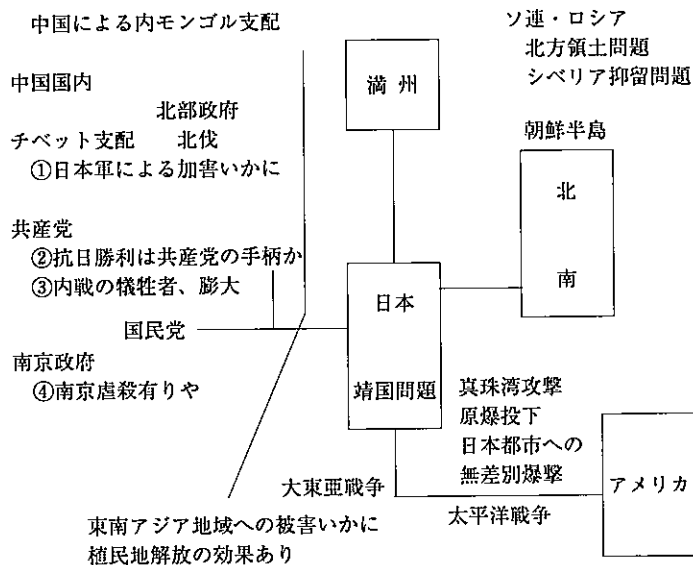 中国による内モンゴル支配
ソ連・ロシア
北方領土問題
シベリア抑留問題
満州
中国国内
北部政府
チベット支配 北伐
①日本軍による加害いかに
朝鮮半島
北
南
共産党
②抗日勝利は共産党の手柄か
③内戦の犠牲者、膨大
国民党
日本
靖国問題
南京政府
④南京虐殺有りや
真珠湾攻撃
原爆投下
日本都市への
無差別爆撃
アメリカ
大東亜戦争
太平洋戦争
東南アジア地域への被害いかに
植民地解放の効果あり